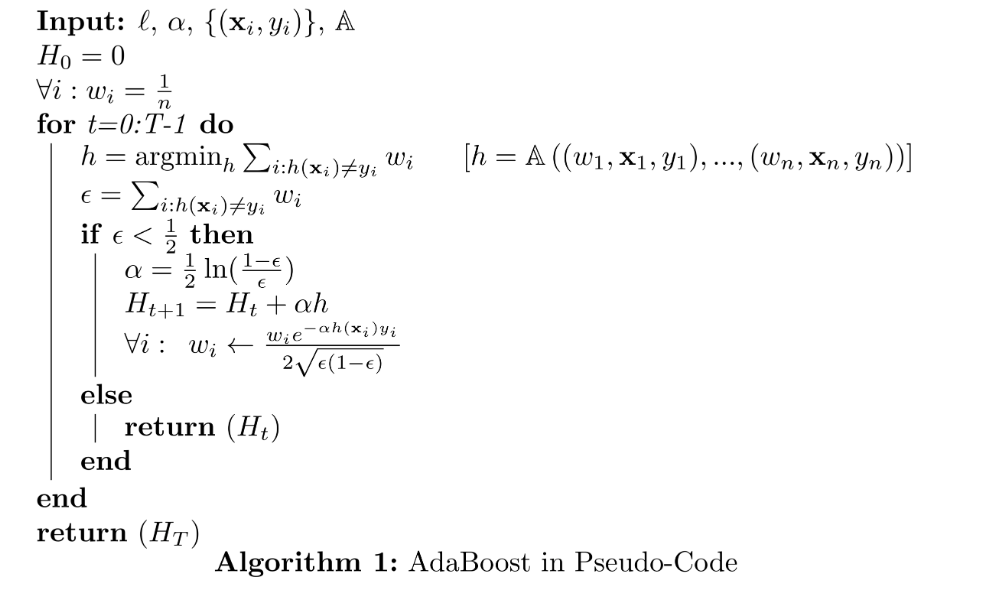 Input: ℓ, α, {(x_i, y_i)}, 𝔸
H_0 = 0
∀i : w_i = 1/n
for t=0:T-1 do
h = argmin_h ∑_{i:h(x_i)≠y_i} w_i [h = 𝔸 ((w_1, x_1, y_1), ..., (w_n, x_n, y_n))]
ϵ = ∑_{i:h(x_i)≠y_i} w_i
if ϵ < 1/2 then
α = 1/2 ln((1−ϵ)/ϵ)
H_{t+1} = H_t + αh
∀i : w_i ← (w_i e^{−αh(x_i)y_i})/(2√(ϵ(1−ϵ)))
else
return (H_t)
end
end
return (H_T)
Algorithm 1: AdaBoost in Pseudo-Code